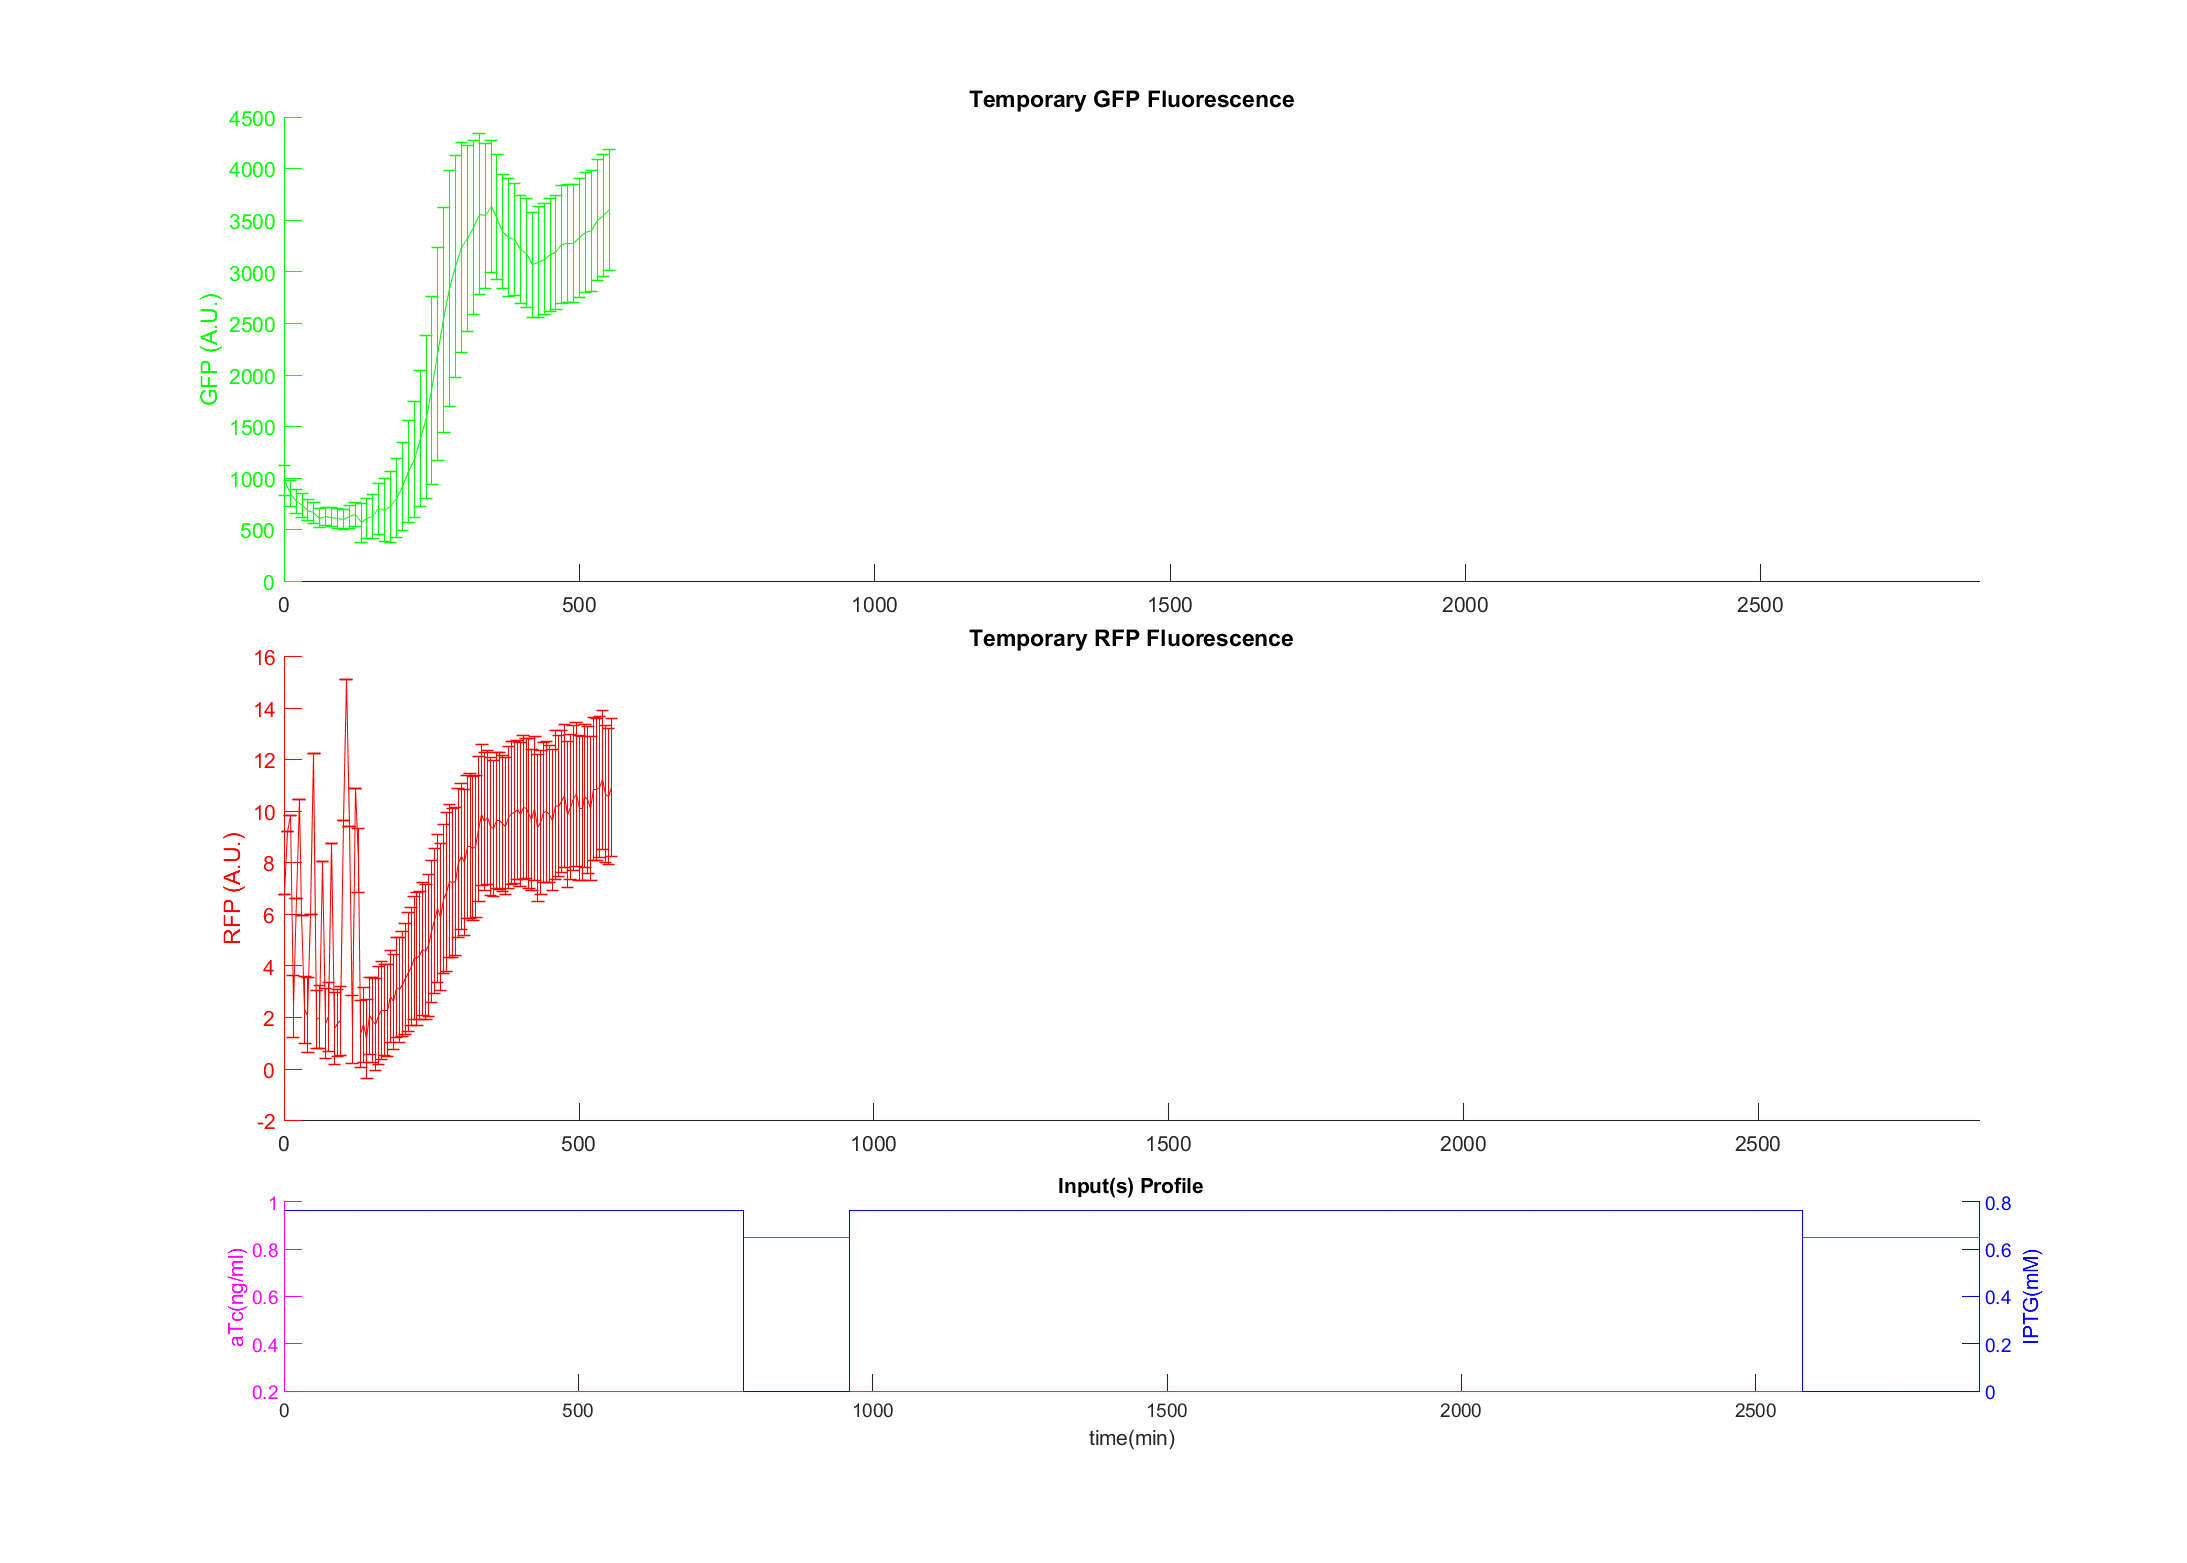 Temporary GFP Fluorescence
4500
4000
3500
3000
2500
2000
1500
1000
500
0
GFP (A.U.)
0 500 1000 1500 2000 2500
Temporary RFP Fluorescence
16
14
12
10
8
6
4
2
0
-2
RFP (A.U.)
0 500 1000 1500 2000 2500
Input(s) Profile
1
0.8
0.6
0.4
0.2
aTc(ng/ml)
0.8
0.6
0.4
0.2
0
IPTG(mM)
0 500 1000 1500 2000 2500
time(min)